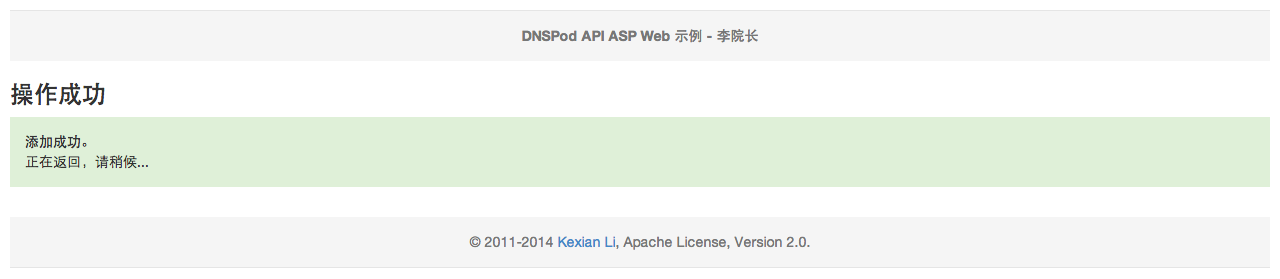 DNSPod API ASP Web 示例 - 李院长
操作成功
添加成功。
正在返回，请稍候...
© 2011-2014 Kexian Li, Apache License, Version 2.0.